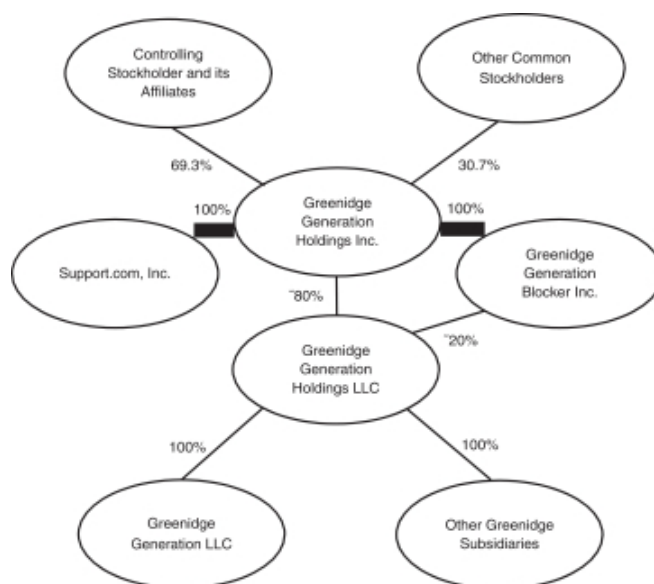 Controlling
Stockholder and its
Affiliates
Other Common
Stockholders
69.3%
30.7%
100%
Greenidge
Generation
Holdings Inc.
100%
Support.com, Inc.
Greenidge
Generation
Blocker Inc.
~80%
~20%
Greenidge
Generation
Holdings LLC
100%
100%
Greenidge
Generation LLC
Other Greenidge
Subsidiaries